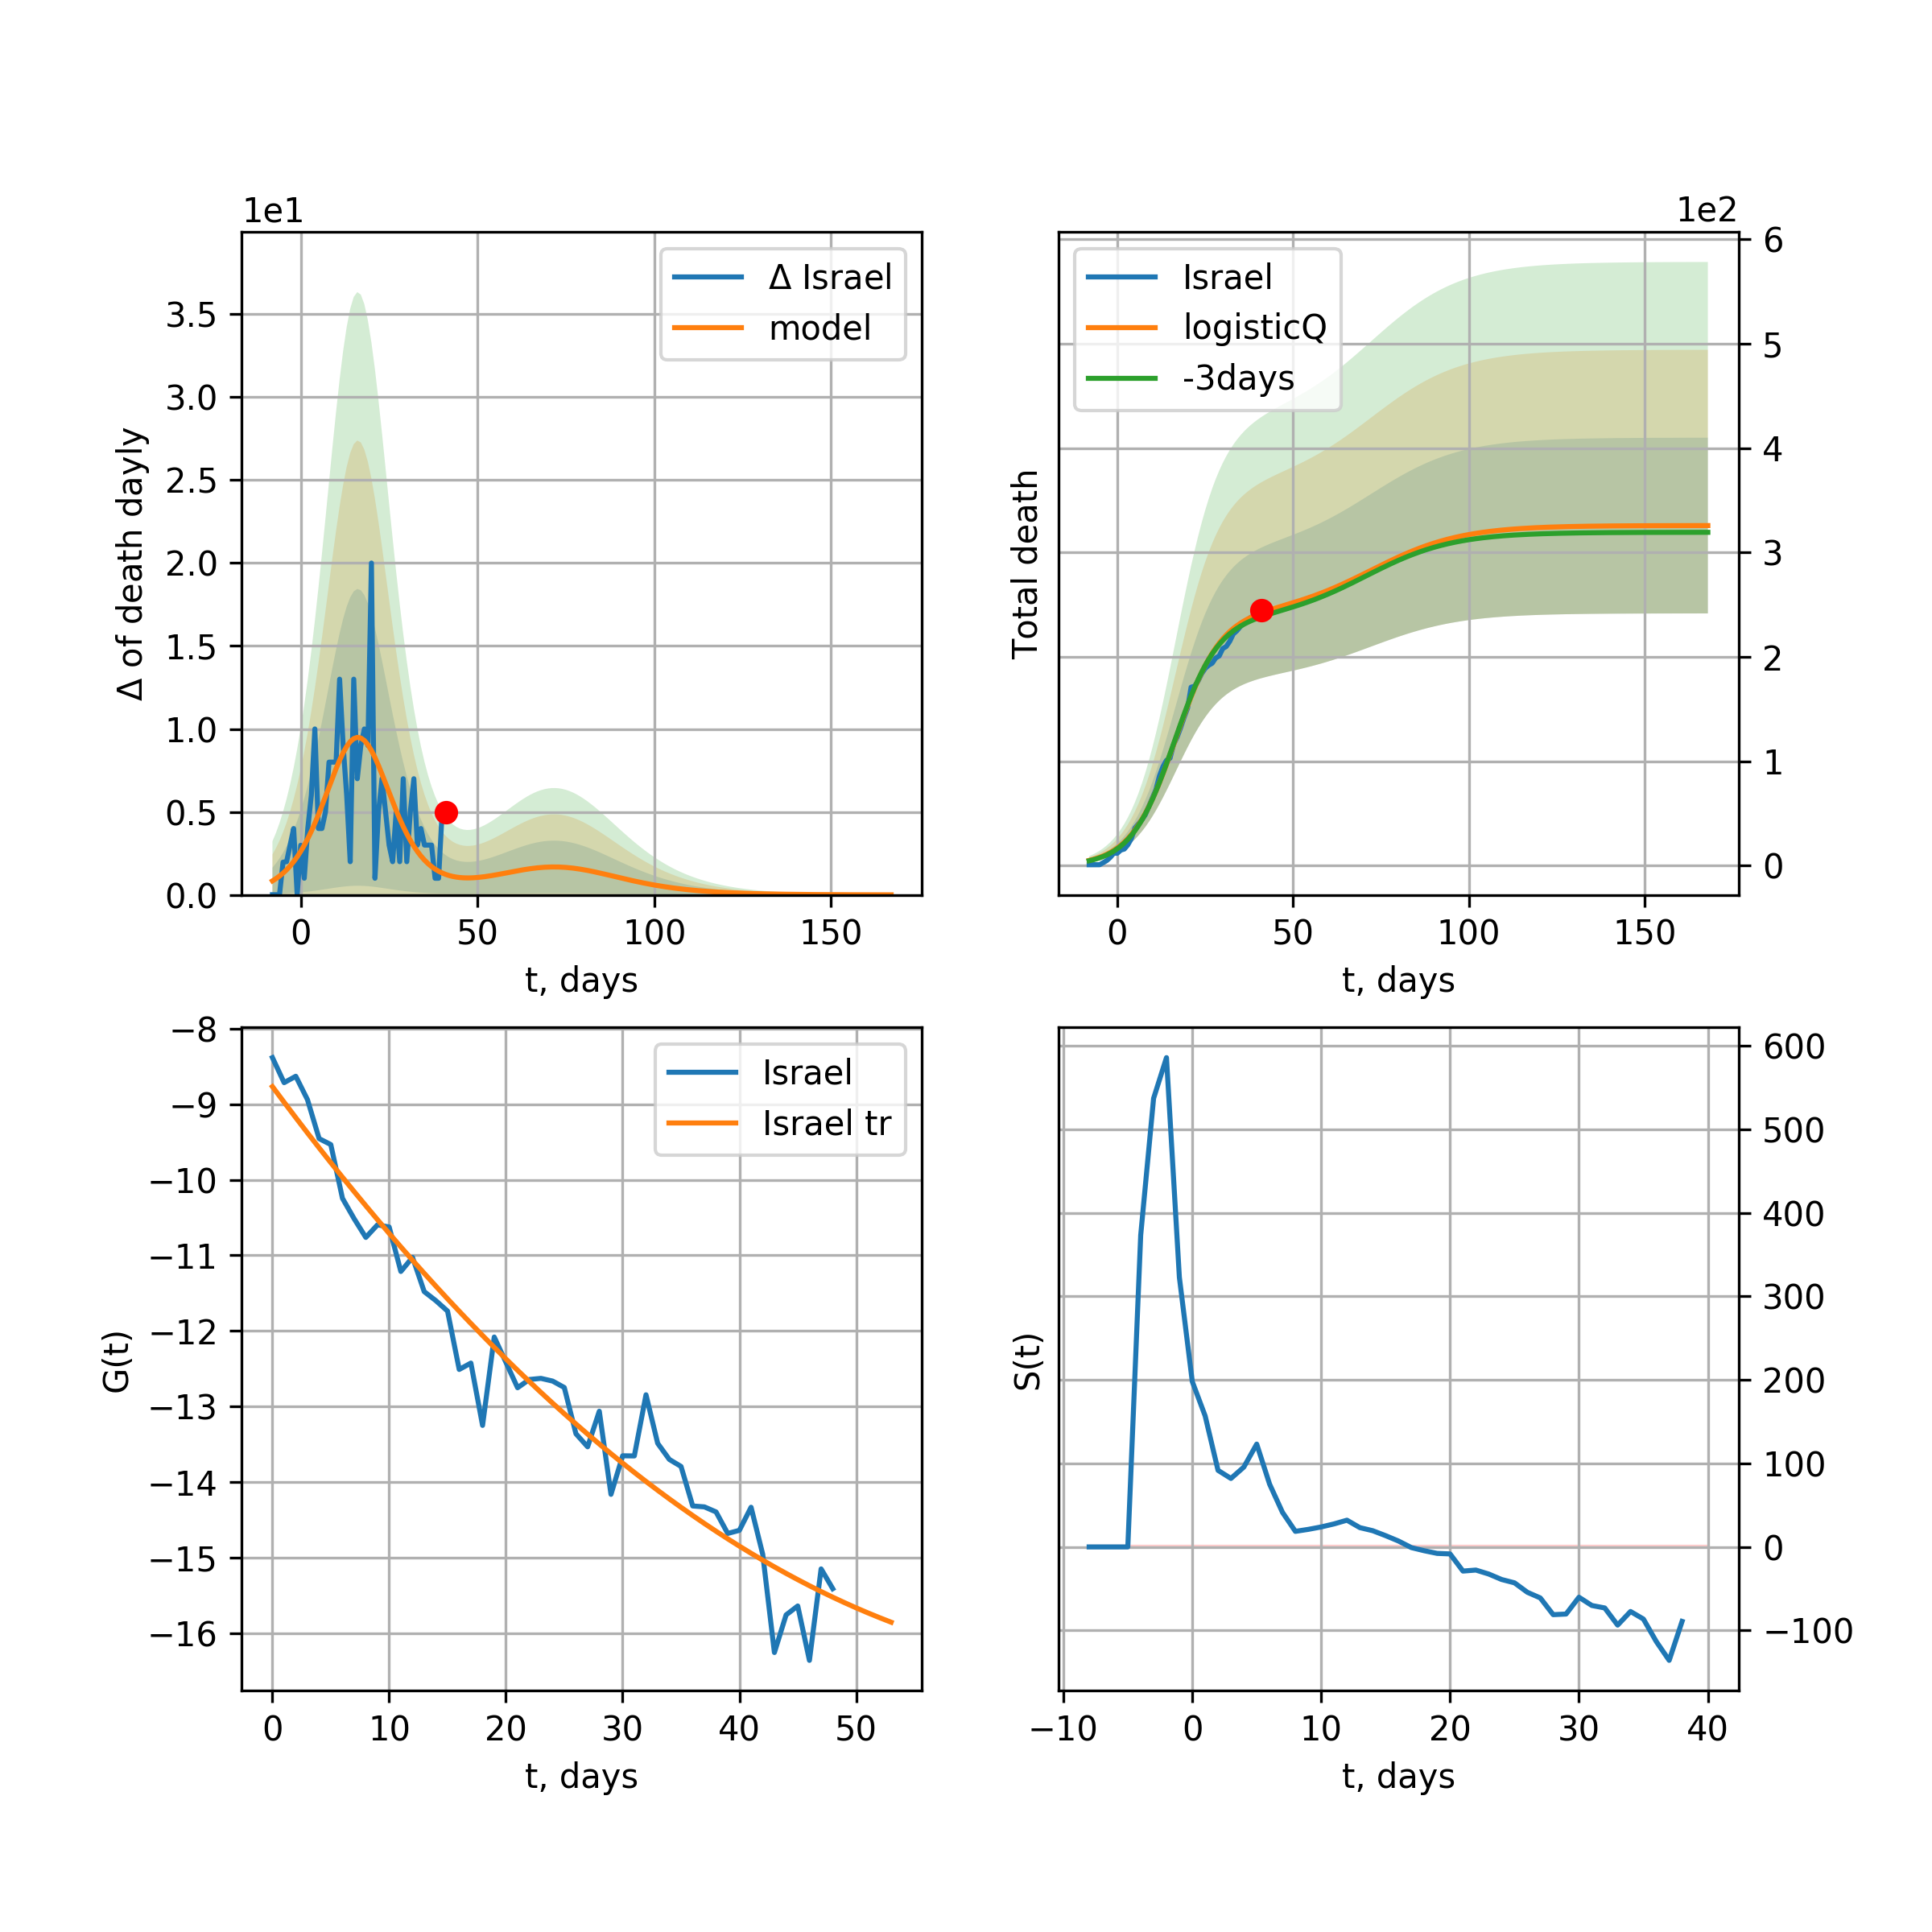 1e1
Δ Israel
model
3.5
3.0
2.5
2.0
1.5
1.0
0.5
0.0
Δ of death dayly
0 50 100 150
t, days
1e2
Israel
logisticQ
-3days
6
5
4
3
2
1
0
Total death
0 50 100 150
t, days
Israel
Israel tr
−8
−9
−10
−11
−12
−13
−14
−15
−16
G(t)
0 10 20 30 40 50
t, days
600
500
400
300
200
100
0
−100
S(t)
−10 0 10 20 30 40
t, days